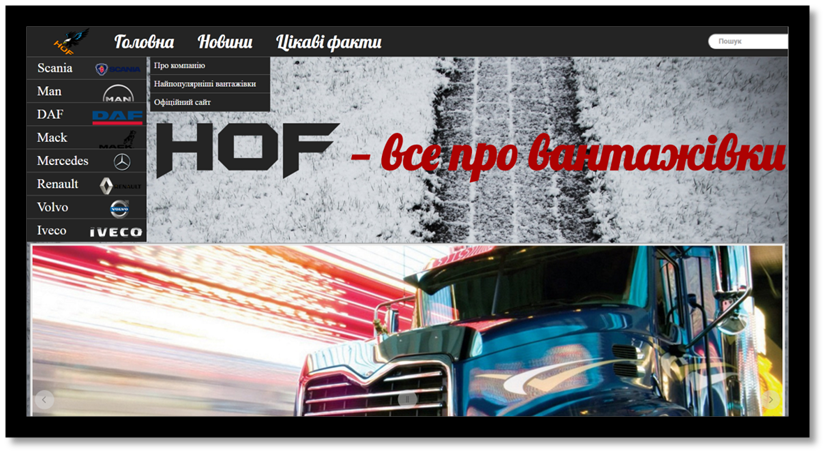 HOF
Головна Новини Цікаві факти
Пошук
Scania SCANIA
Man MAN
DAF DAF
Mack MACK
Mercedes
Renault
Volvo VOLVO
Iveco IVECO
Про компанію
Найпопулярніші вантажівки
Офіційний сайт
HOF – все про вантажівки